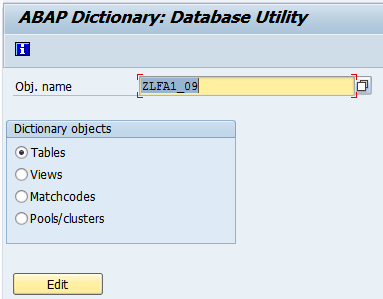 ABAP Dictionary: Database Utility
Obj. name ZLFA1_09
Dictionary objects
Tables
Views
Matchcodes
Pools/clusters
Edit